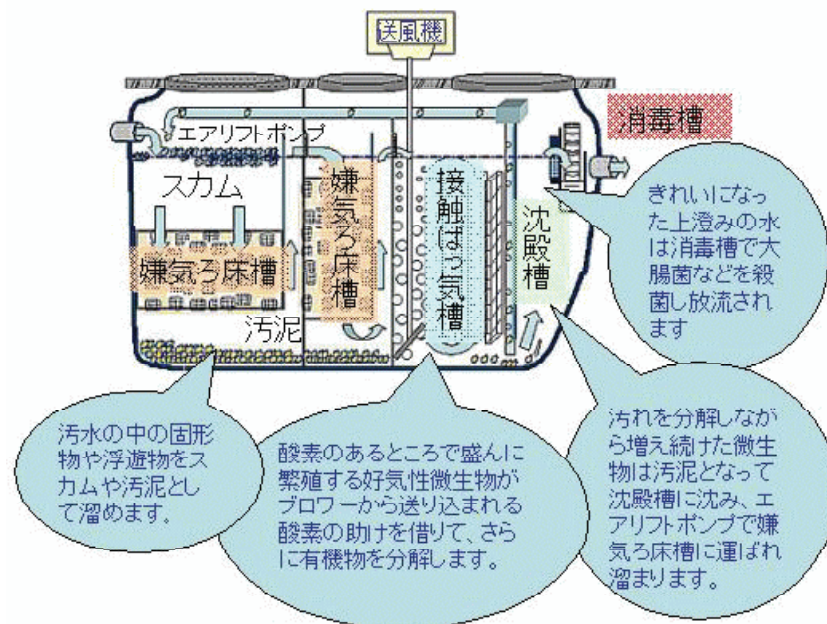 送風機
消毒槽
エアリフトポンプ
スカム
嫌気ろ床槽
嫌気ろ床槽
接触ばっ気槽
沈殿槽
汚泥
きれいになっ
た上澄みの水
は消毒槽で大
腸菌などを殺
菌し放流され
ます
汚水の中の固形
物や浮遊物をス
カムや汚泥とし
て溜めます。
酸素のあるところで盛んに
繁殖する好気性微生物が
ブロワーから送り込まれる
酸素の助けを借りて、さら
に有機物を分解します。
汚れを分解しなが
ら増え続けた微生
物は汚泥となって
沈殿槽に沈み、エ
アリフトポンプで嫌
気ろ床槽に運ばれ
溜まります。